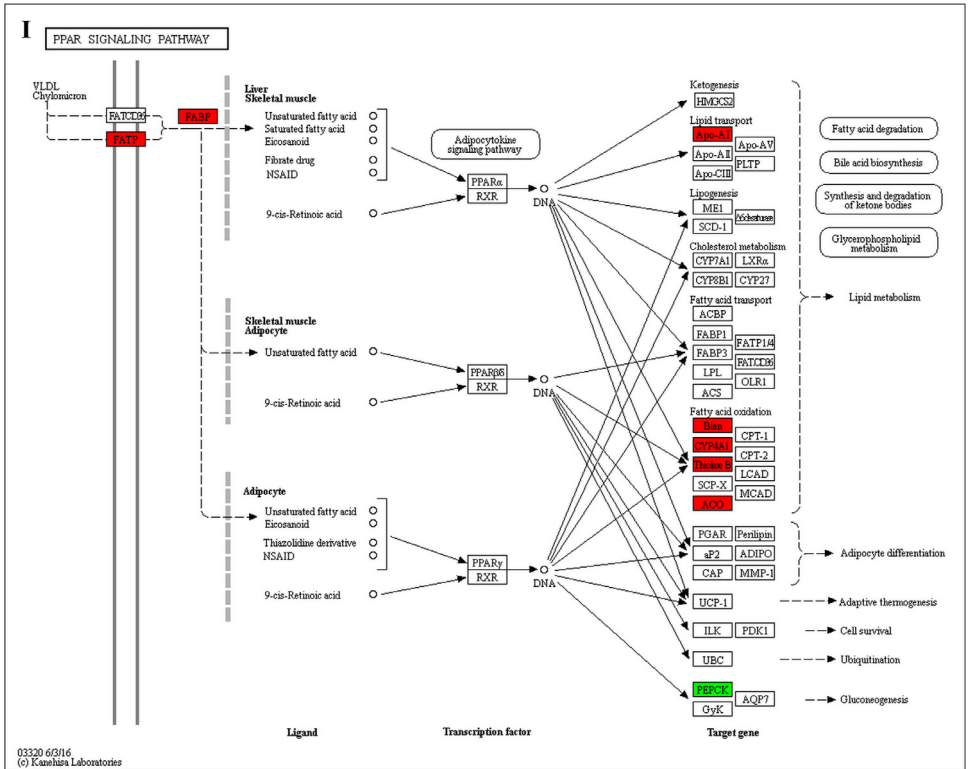 I
PPAR SIGNALING PATHWAY
VLDL
Chylomicron
FATCD36
FATP
FABP
Liver
Skeletal muscle
Unsaturated fatty acid
Saturated fatty acid
Eicosanoid
Fibrate drug
NSAID
9-cis-Retinoic acid
Adipocytokine
signaling pathway
PPARα
RXR
DNA
Skeletal muscle
Adipocyte
Unsaturated fatty acid
9-cis-Retinoic acid
PPARβδ
RXR
DNA
Adipocyte
Unsaturated fatty acid
Eicosanoid
Thiazolidine derivative
NSAID
9-cis-Retinoic acid
PPARγ
RXR
DNA
Ketogenesis
HMGCS2
Lipid transport
Apo-AI
Apo-AII
Apo-CIII
Apo-AV
PLTP
Lipogenesis
ME1
SCD-1
Cholesterol metabolism
CYP7A1
LXRα
CYP8B1
CYP27
Fatty acid transport
ACBP
FABP1
FABP3
LPL
ACS
FATP1/4
FATCD36
OLR1
Fatty acid oxidation
Bien
CYP4A1
Thiolase B
SCP-X
ACO
CPT-1
CPT-2
LCAD
MCAD
PGAR
Perilipin
aP2
ADIPO
CAP
MMP-1
UCP-1
ILK
PDK1
UBC
PEPCK
GyK
AQP7
Fatty acid degradation
Bile acid biosynthesis
Synthesis and degradation
of ketone bodies
Glycerophospholipid
metabolism
Lipid metabolism
Adipocyte differentiation
Adaptive thermogenesis
Cell survival
Ubiquitination
Gluconeogenesis
Ligand
Transcription factor
Target gene
03320 6/3/16
(c) Kanehisa Laboratories